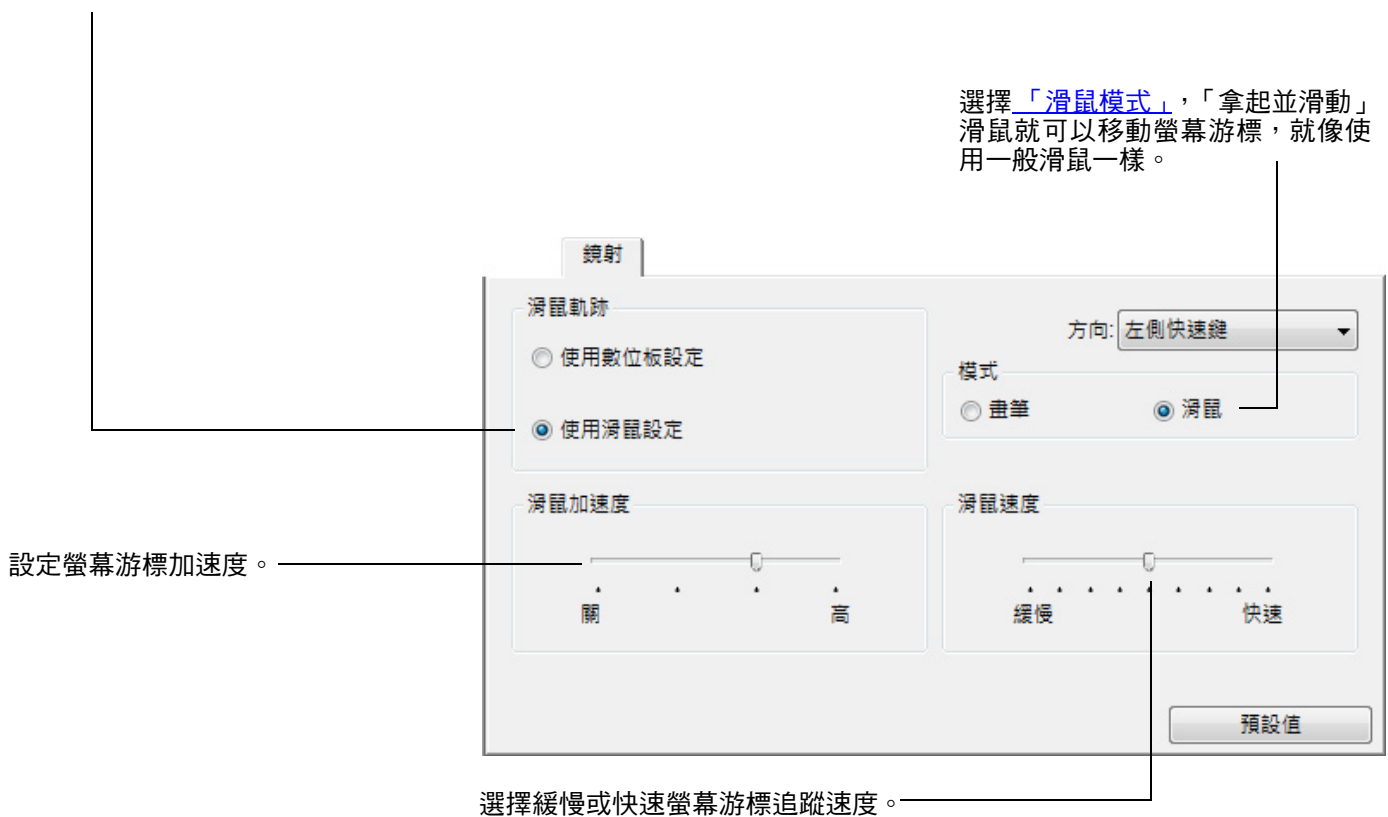 選擇「滑鼠模式」,「拿起並滑動」
滑鼠就可以移動螢幕游標,就像使
用一般滑鼠一樣。
鏡射
滑鼠軌跡
使用數位板設定
使用滑鼠設定
方向: 左側快速鍵
模式
畫筆
滑鼠
滑鼠加速度
關
高
滑鼠速度
緩慢
快速
設定螢幕游標加速度。
預設值
選擇緩慢或快速螢幕游標追蹤速度。